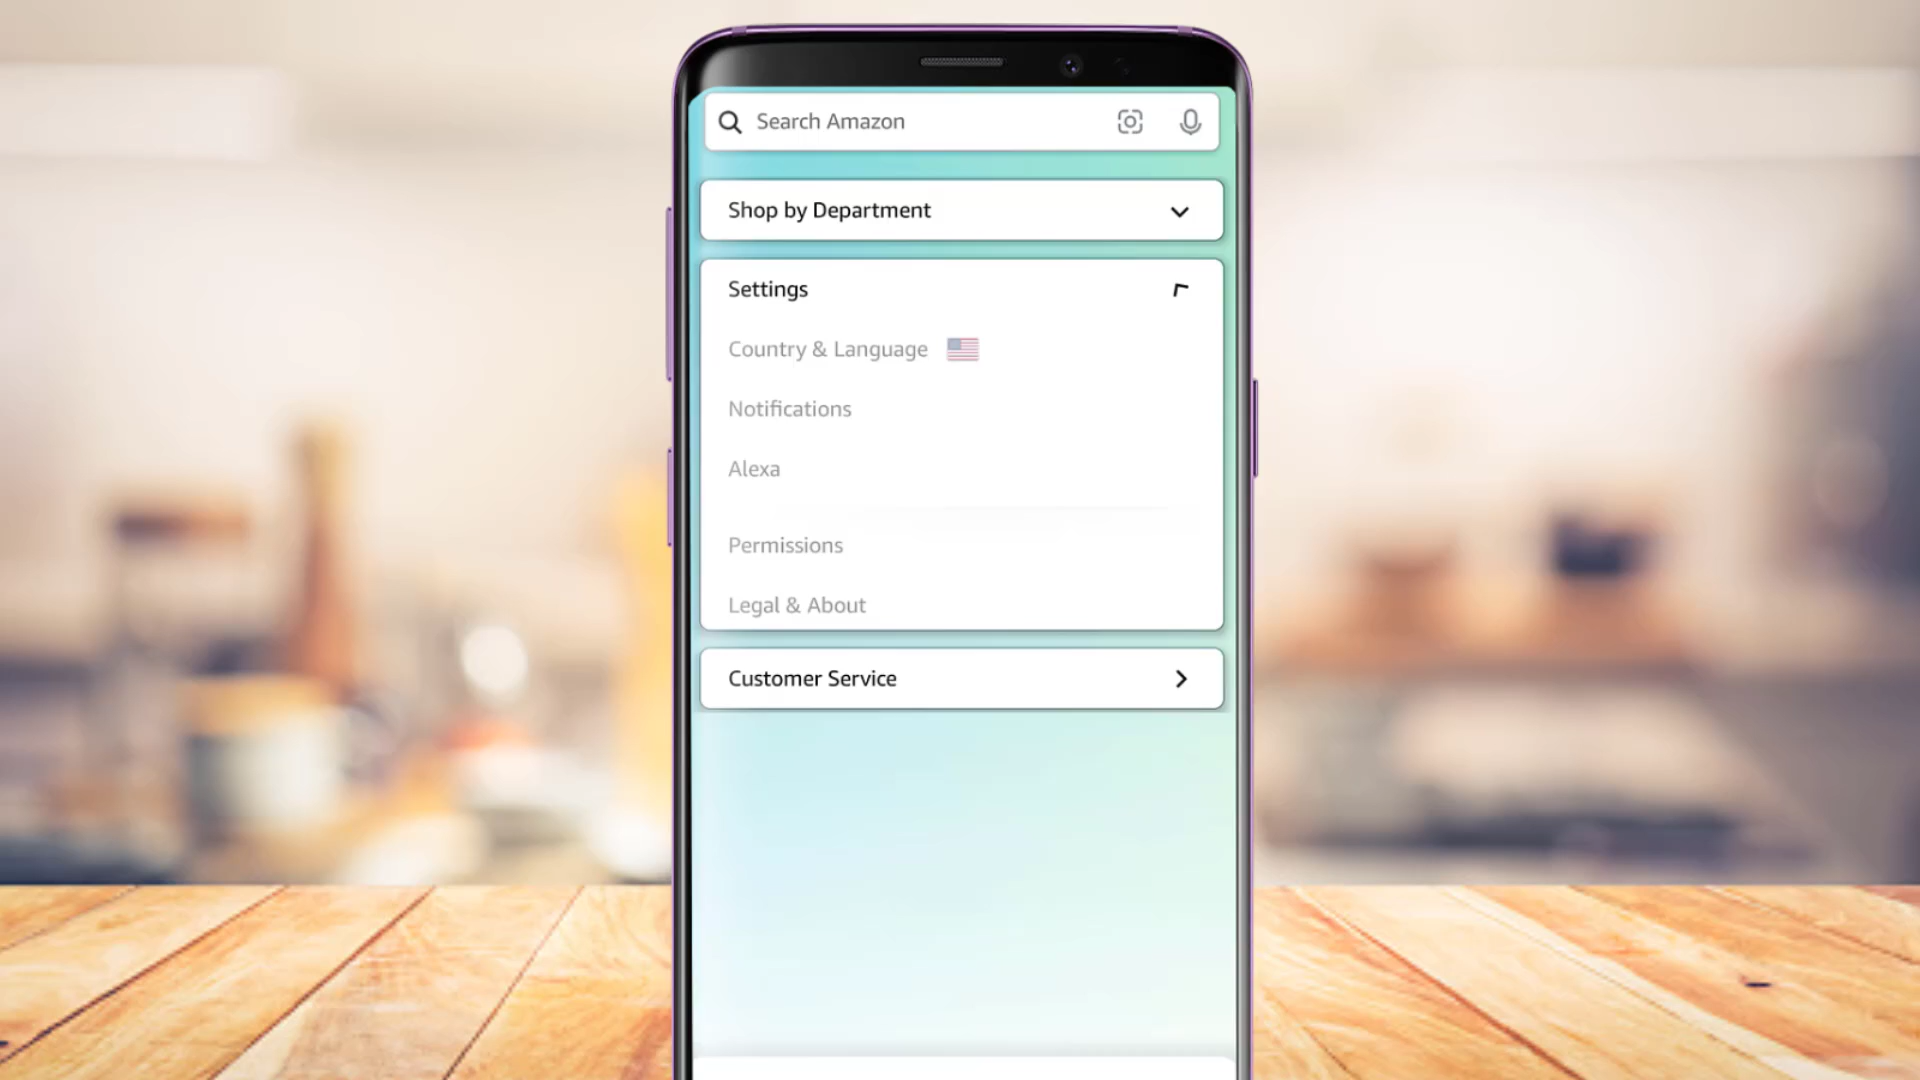 Search Amazon
Shop by Department
Settings
Country & Language
Notifications
Alexa
Permissions
Legal & About
Customer Service